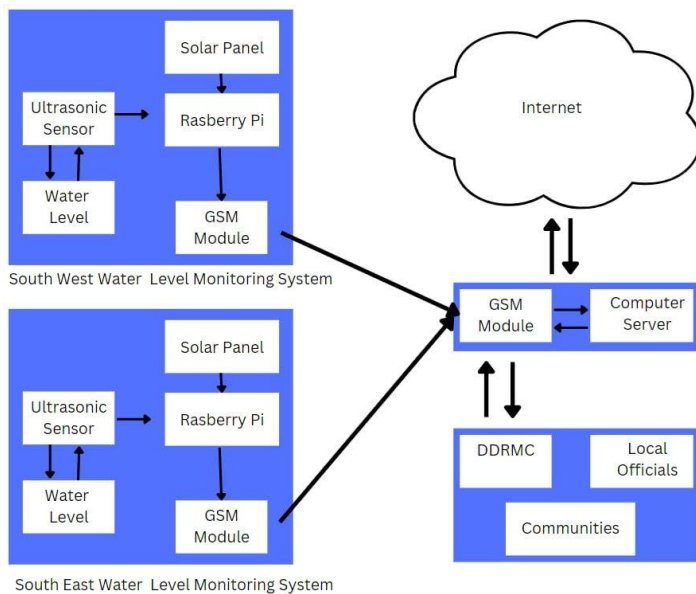 Solar Panel
Ultrasonic
Sensor
Rasberry Pi
Water
Level
GSM
Module
South West Water Level Monitoring System
Solar Panel
Ultrasonic
Sensor
Rasberry Pi
Water
Level
GSM
Module
South East Water Level Monitoring System
Internet
GSM
Module
Computer
Server
DDRMC
Local
Officials
Communities